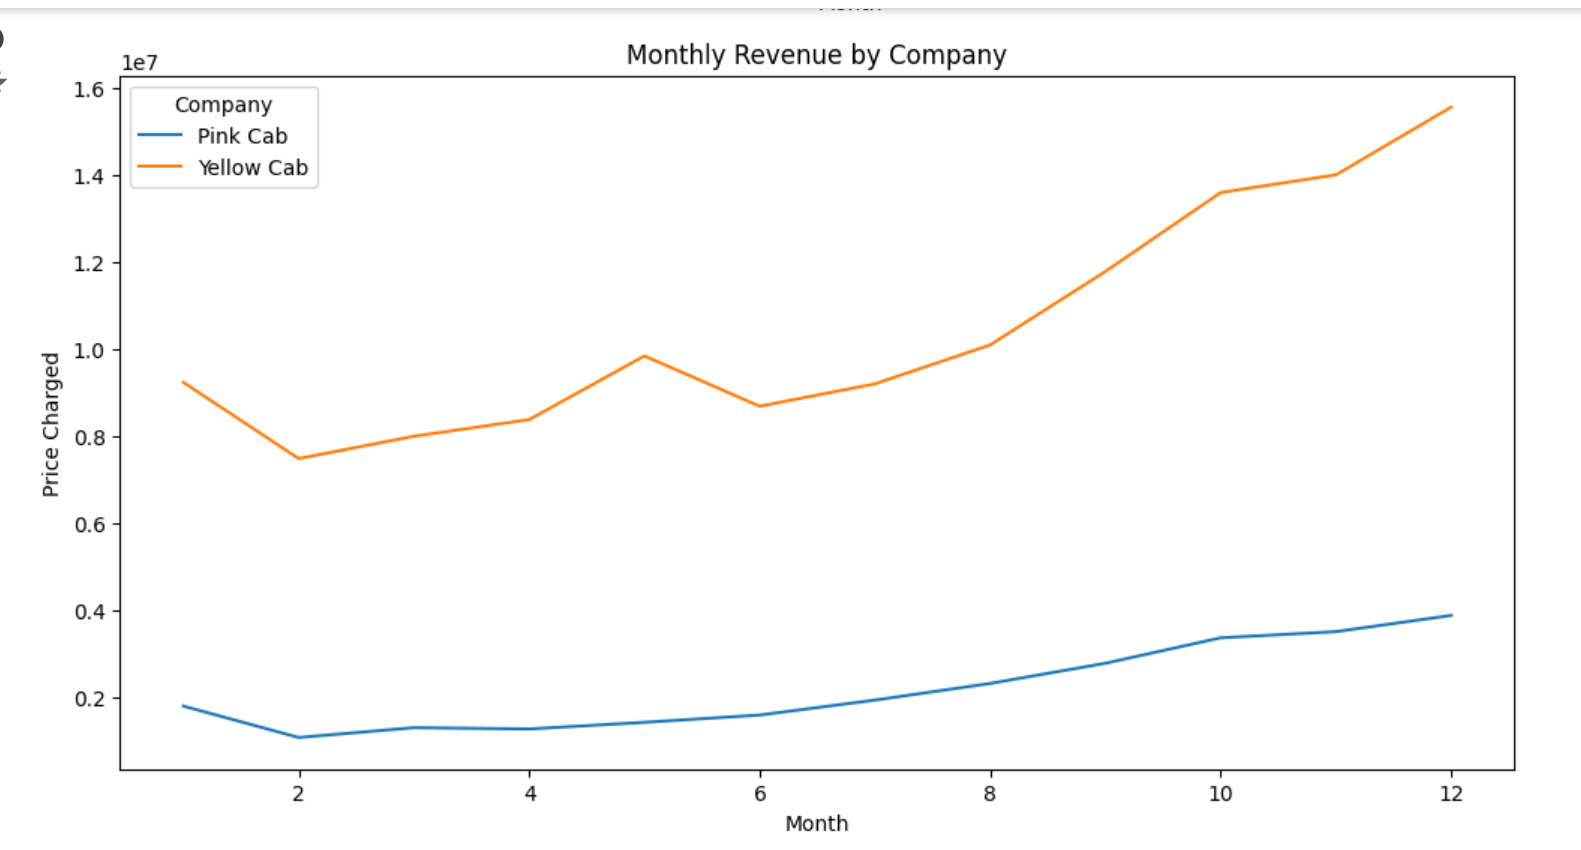 Monthly Revenue by Company
1e7
1.6
1.4
1.2
1.0
0.8
0.6
0.4
0.2
Price Charged
Company
Pink Cab
Yellow Cab
2 4 6 8 10 12
Month